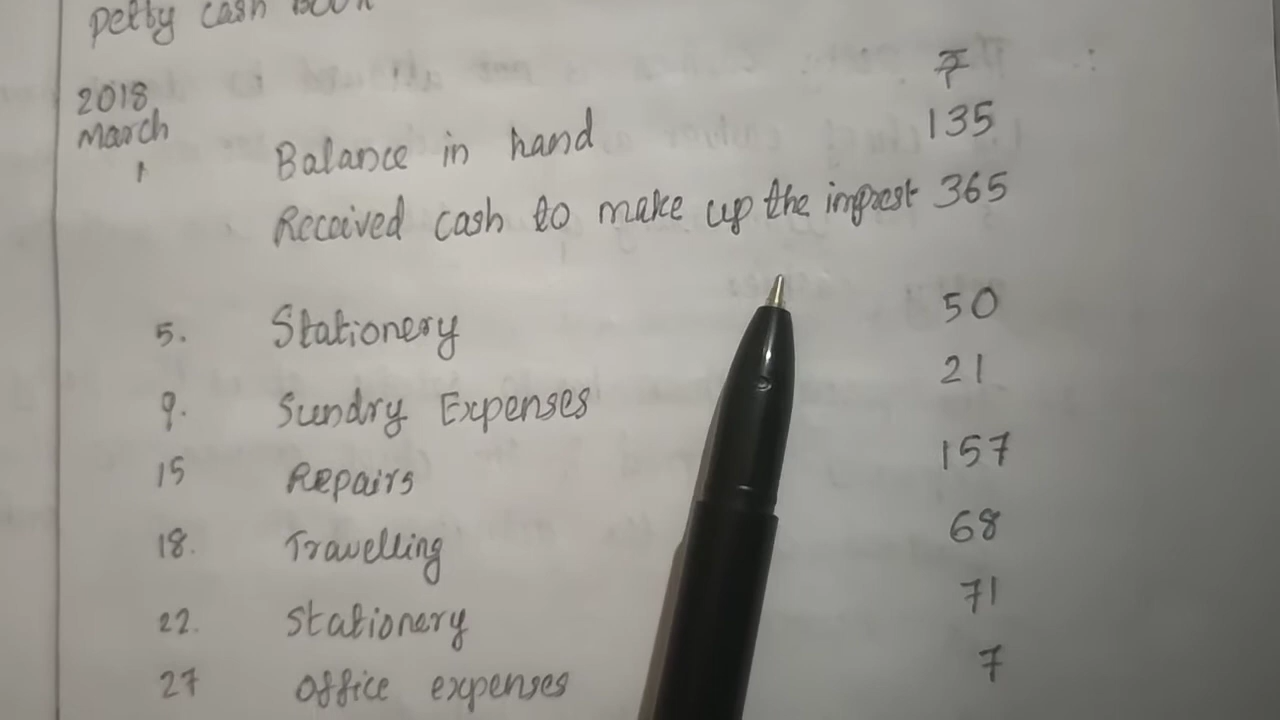 Petty cash Book
₹
2018
March
1 Balance in hand 135
Received cash to make up the imprest 365
5. Stationery 50
9. Sundry Expenses 21
15 Repairs 157
18. Travelling 68
22. Stationery 71
27 office expenses 7